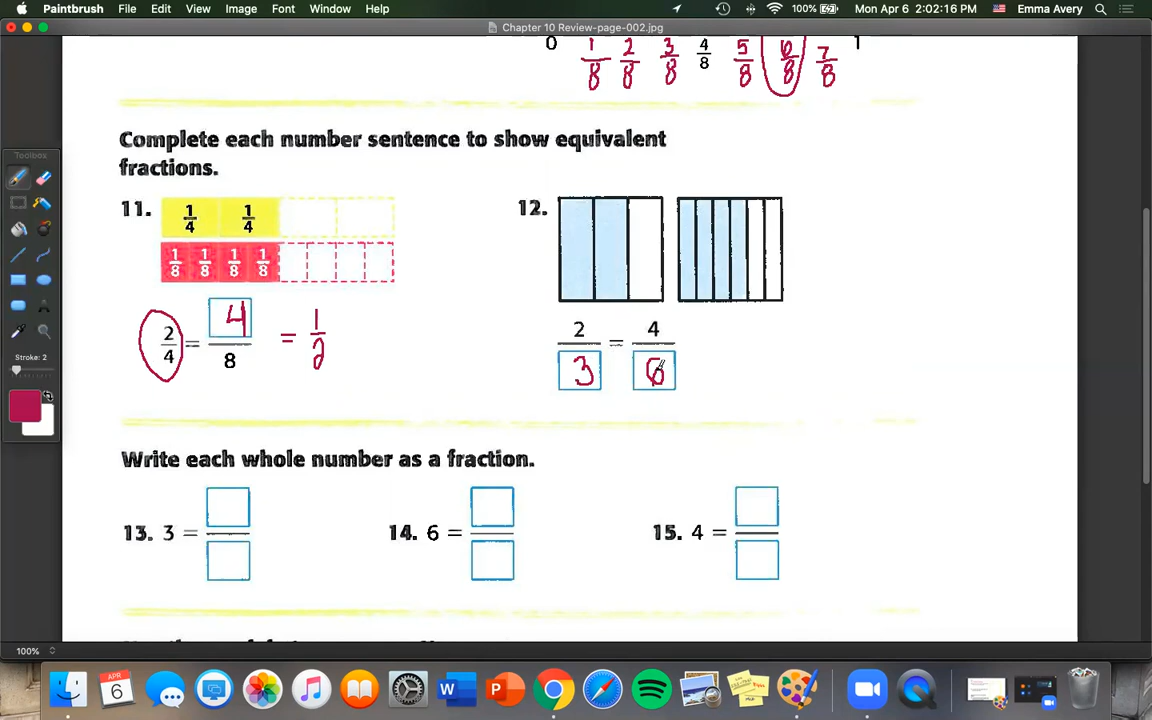 Paintbrush File Edit View Image Font Window Help 100% Mon Apr 6 2:02:16 PM Emma Avery
Chapter 10 Review-page-002.jpg
0 1/8 2/8 3/8 4/8 5/8 6/8 7/8 1
Complete each number sentence to show equivalent
fractions.
Toolbox
11. 1/4 1/4
1/8 1/8 1/8 1/8
2/4 = 4/8 = 1/2
12.
2/3 = 4/6
Stroke: 2
Write each whole number as a fraction.
13. 3 =
14. 6 =
15. 4 =
100%
APR
6
W P